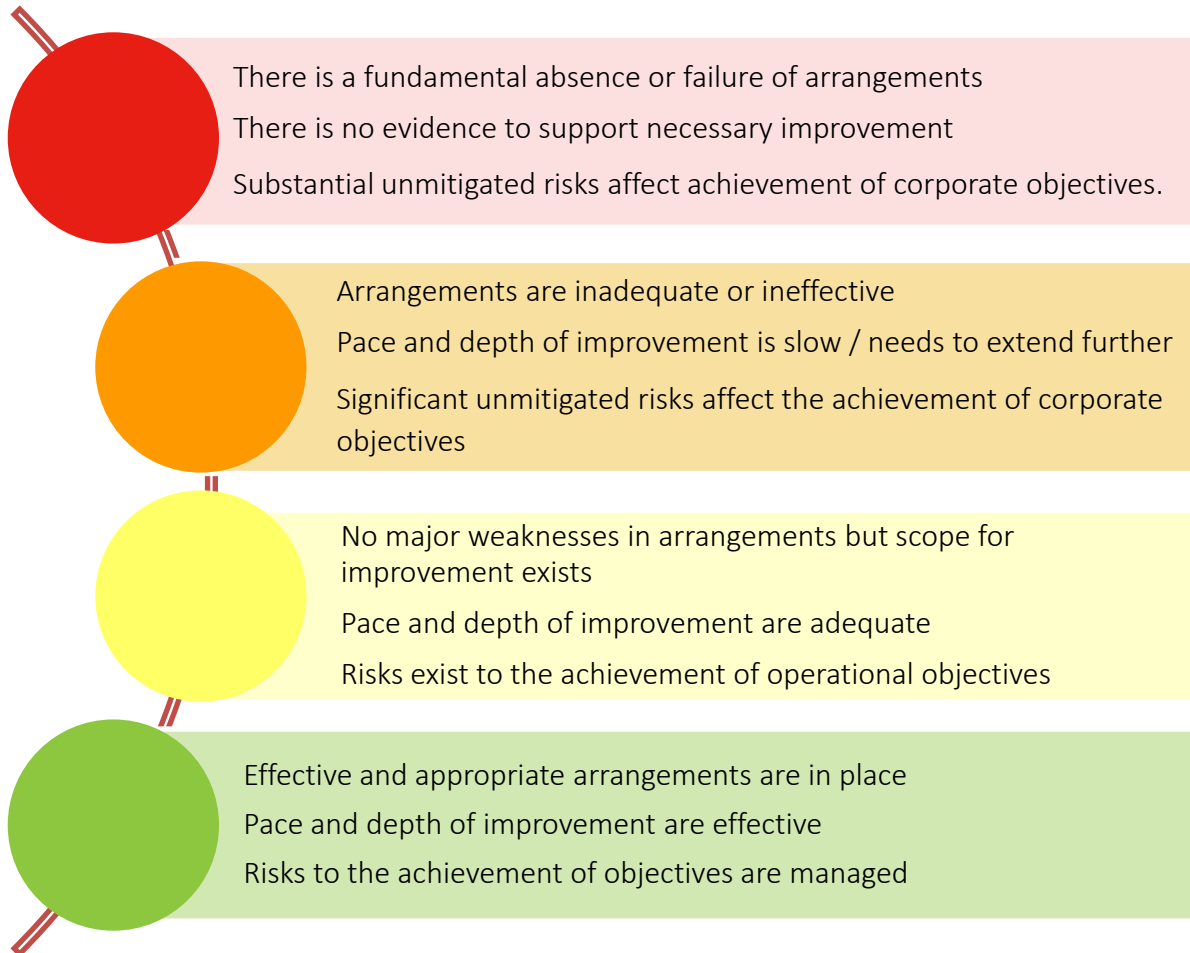 There is a fundamental absence or failure of arrangements
There is no evidence to support necessary improvement
Substantial unmitigated risks affect achievement of corporate objectives.
Arrangements are inadequate or ineffective
Pace and depth of improvement is slow / needs to extend further
Significant unmitigated risks affect the achievement of corporate
objectives
No major weaknesses in arrangements but scope for
improvement exists
Pace and depth of improvement are adequate
Risks exist to the achievement of operational objectives
Effective and appropriate arrangements are in place
Pace and depth of improvement are effective
Risks to the achievement of objectives are managed